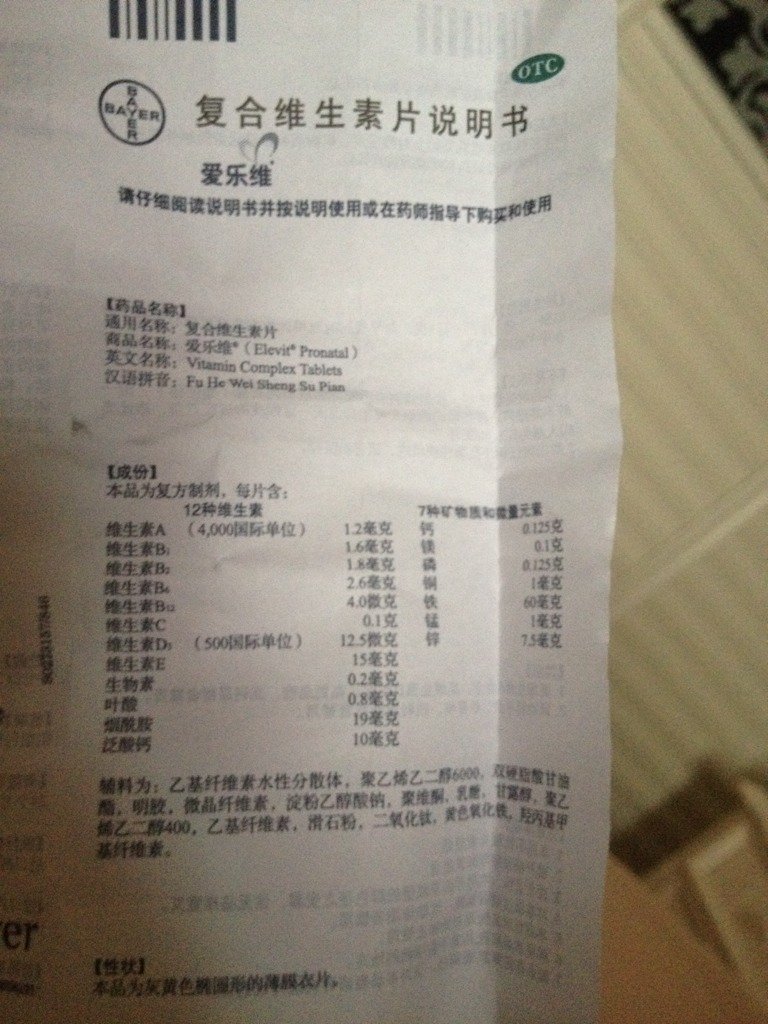 OTC
BAYER
BAYER
复合维生素片说明书
爱乐维®
请仔细阅读说明书并按说明使用或在药师指导下购买和使用
【药品名称】
通用名称：复合维生素片
商品名称：爱乐维®（Elevit® Pronatal）
英文名称：Vitamin Complex Tablets
汉语拼音：Fu He Wei Sheng Su Pian
【成份】
本品为复方制剂，每片含：
12种维生素 7种矿物质和微量元素
维生素A （4,000国际单位） 1.2毫克 钙 0.125克
维生素B₁ 1.6毫克 镁 0.1克
维生素B₂ 1.8毫克 磷 0.125克
维生素B₆ 2.6毫克 铜 1毫克
维生素B₁₂ 4.0微克 铁 60毫克
维生素C 0.1克 锰 1毫克
维生素D₃ （500国际单位） 12.5微克 锌 7.5毫克
维生素E 15毫克
生物素 0.2毫克
叶酸 0.8毫克
烟酰胺 19毫克
泛酸钙 10毫克
辅料为：乙基纤维素水性分散体，聚乙烯乙二醇6000，双硬脂酸甘油
酯，明胶，微晶纤维素，淀粉乙醇酸钠，聚维酮，乳糖，甘露醇，聚乙
烯乙二醇400，乙基纤维素，滑石粉，二氧化钛，黄色氧化铁，羟丙基甲
基纤维素。
er
【性状】
本品为灰黄色椭圆形的薄膜衣片，